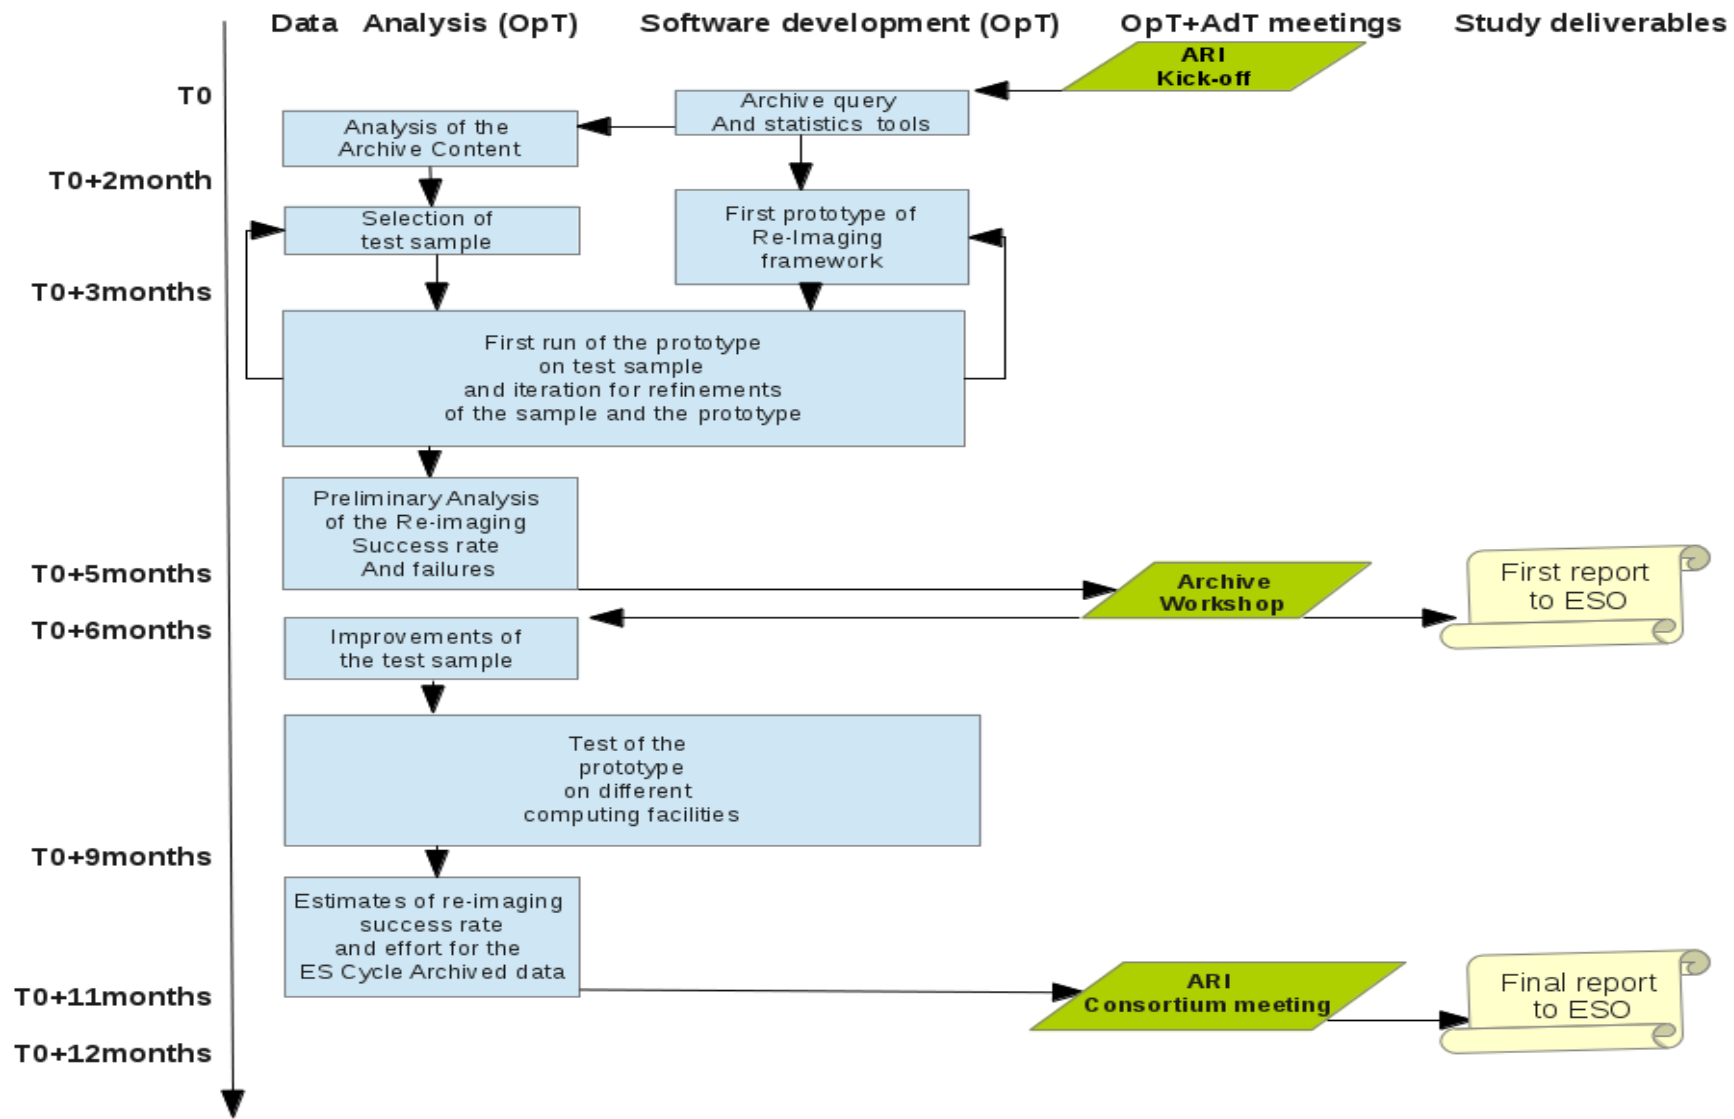 Data Analysis (OpT)
Software development (OpT)
OpT+AdT meetings
Study deliverables
ARI
Kick-off
T0
Archive query
And statistics tools
Analysis of the
Archive Content
T0+2month
Selection of
test sample
First prototype of
Re-Imaging
framework
T0+3months
First run of the prototype
on test sample
and iteration for refinements
of the sample and the prototype
Preliminary Analysis
of the Re-imaging
Success rate
And failures
T0+5months
Archive
Workshop
First report
to ESO
T0+6months
Improvements of
the test sample
Test of the
prototype
on different
computing facilities
T0+9months
Estimates of re-imaging
success rate
and effort for the
ES Cycle Archived data
T0+11months
ARI
Consortium meeting
Final report
to ESO
T0+12months